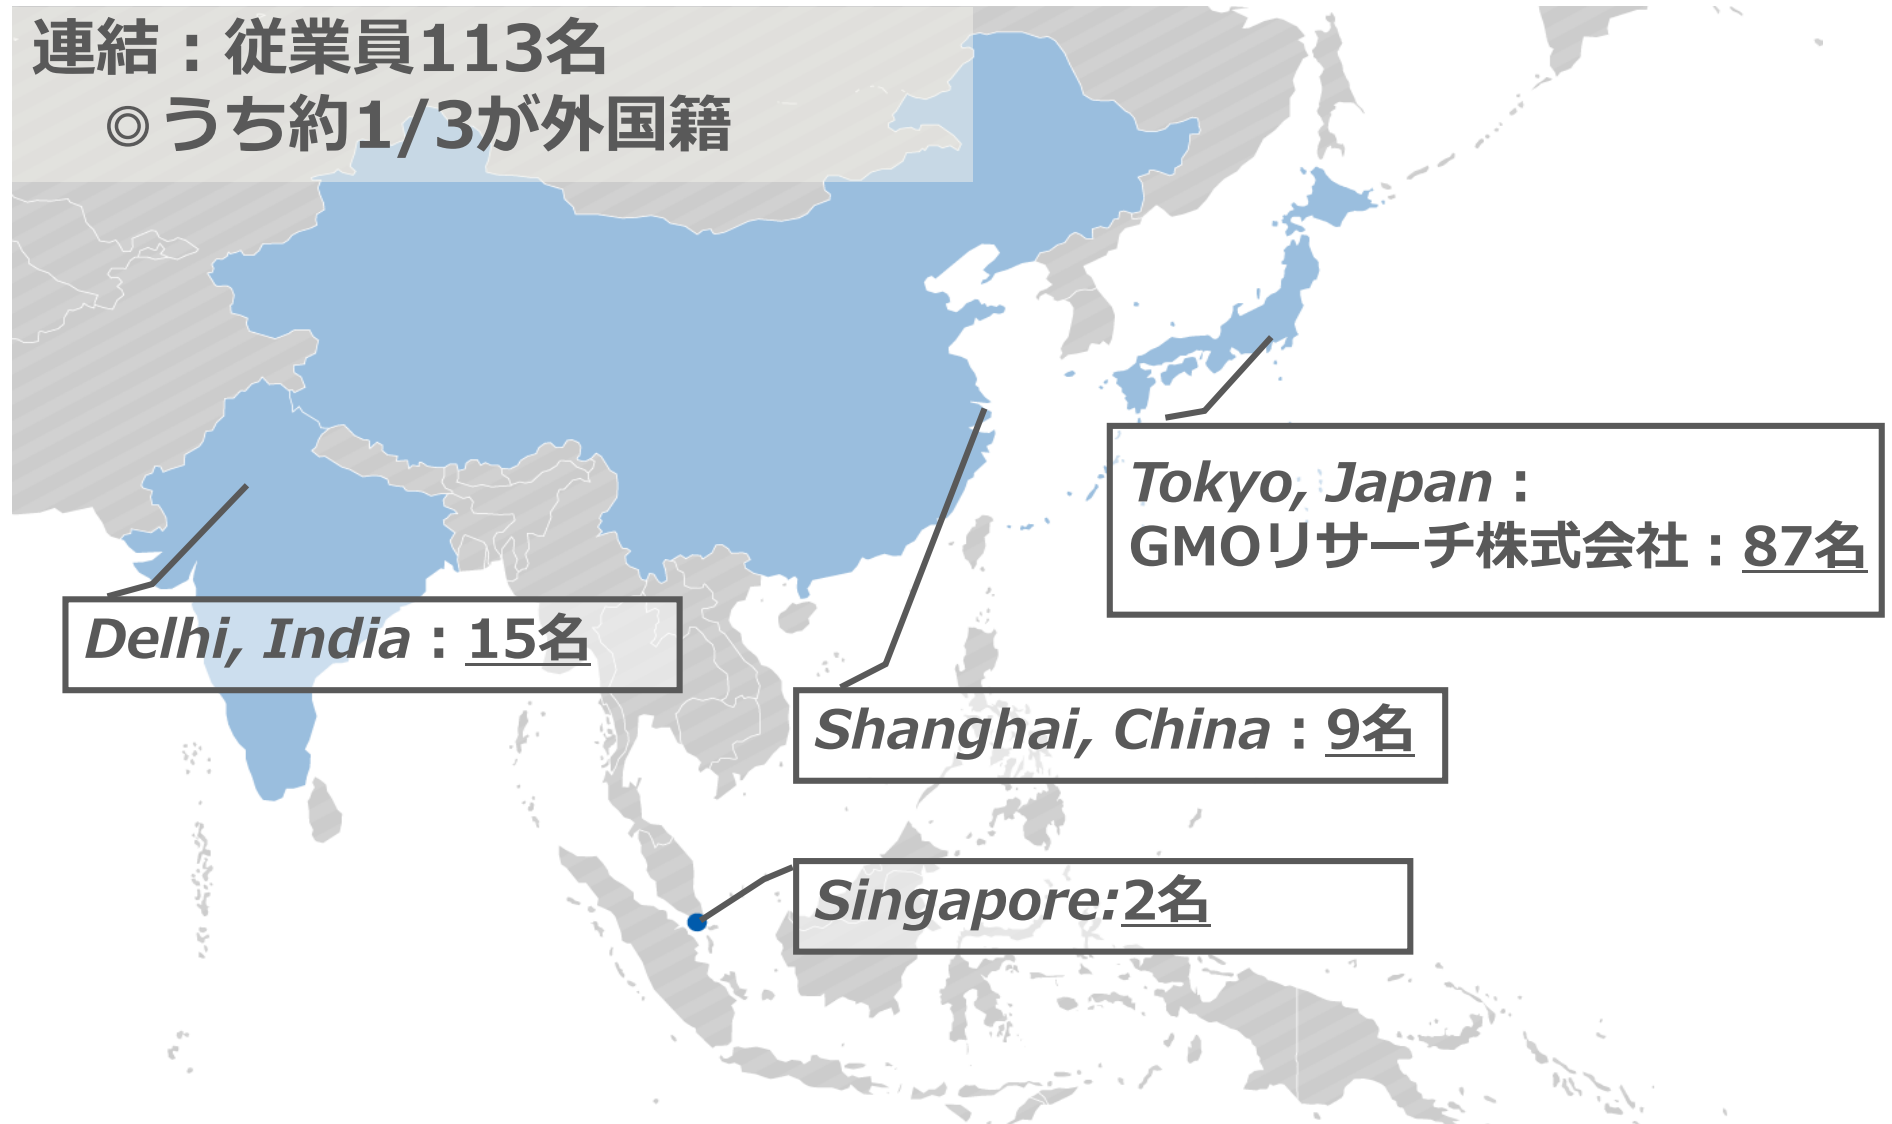 連結：従業員113名
◎うち約1/3が外国籍
Tokyo, Japan：
GMOリサーチ株式会社：87名
Delhi, India：15名
Shanghai, China：9名
Singapore:2名